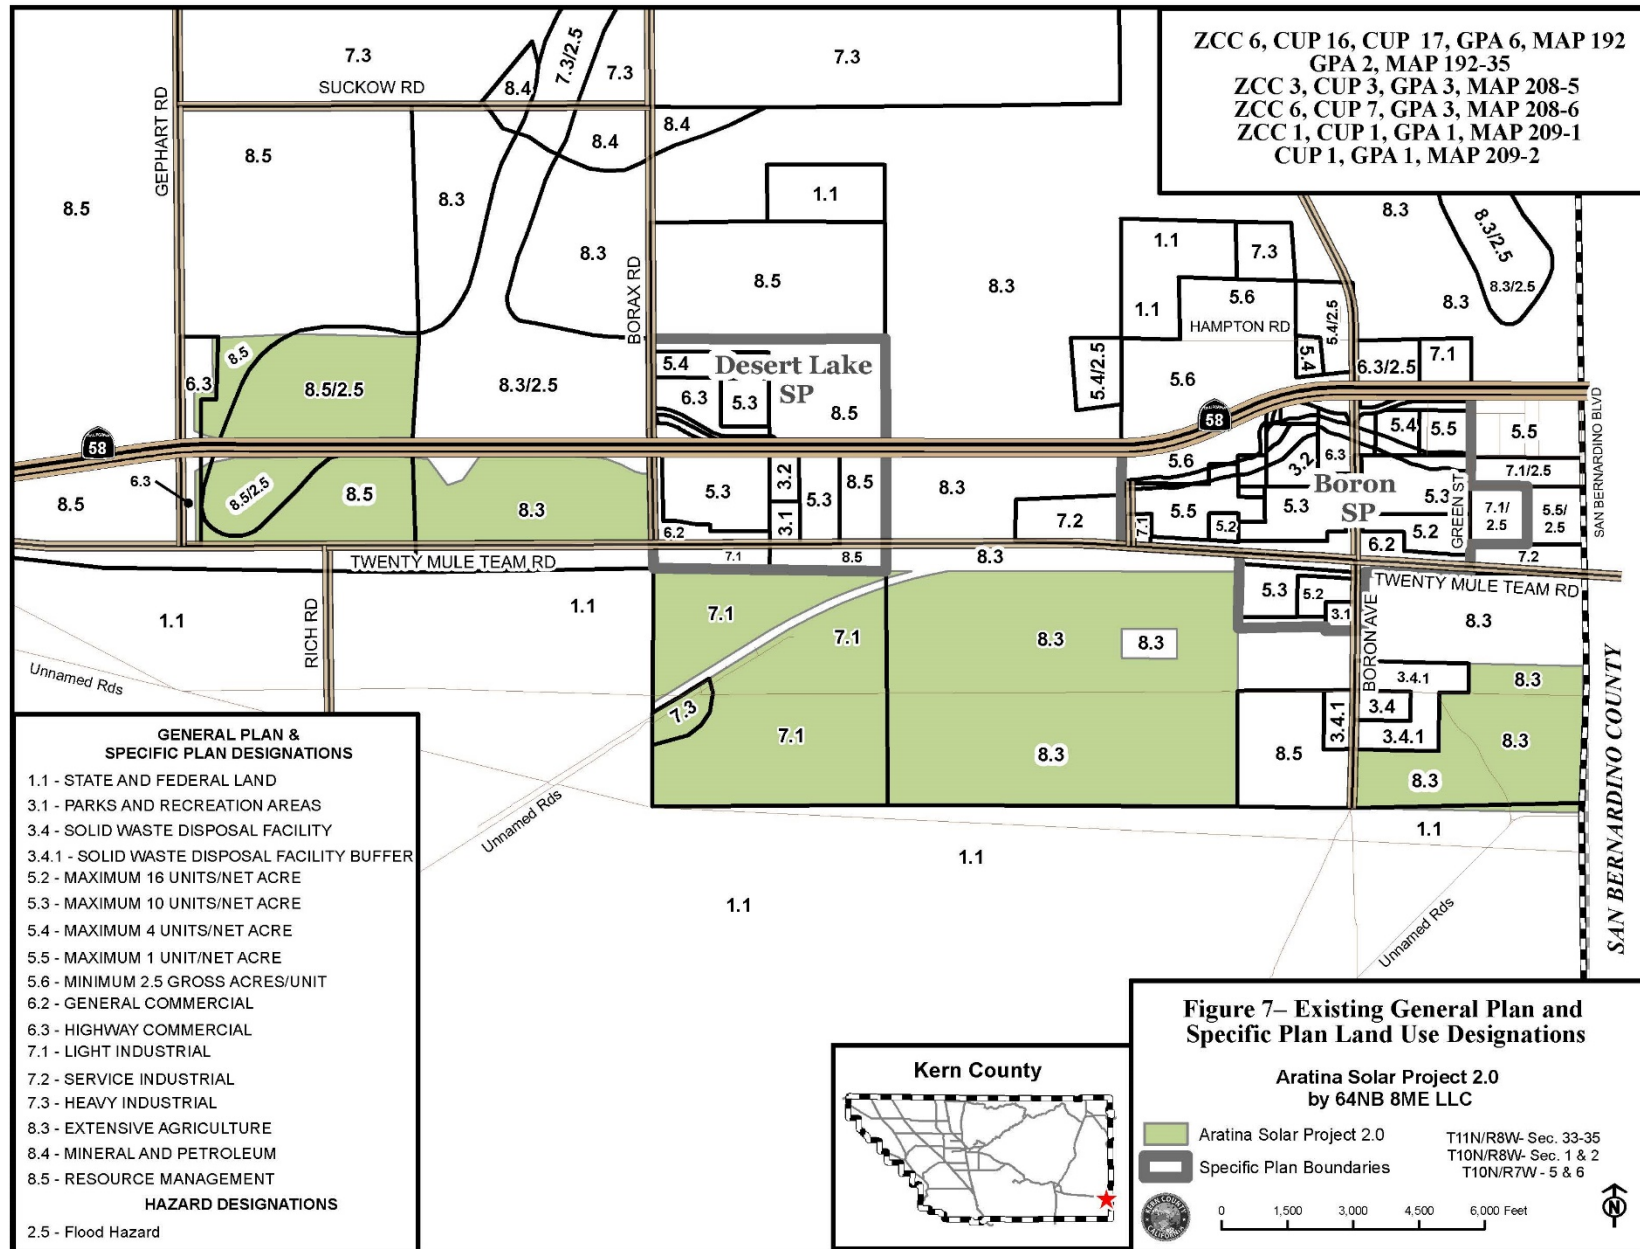 ZCC 6, CUP 16, CUP 17, GPA 6, MAP 192
GPA 2, MAP 192-35
ZCC 3, CUP 3, GPA 3, MAP 208-5
ZCC 6, CUP 7, GPA 3, MAP 208-6
ZCC 1, CUP 1, GPA 1, MAP 209-1
CUP 1, GPA 1, MAP 209-2
7.3
7.3/2.5
7.3
7.3
SUCKOW RD
8.4
8.4
8.4
GEPHART RD
8.5
8.5
8.3
1.1
8.3
8.3/2.5
8.3/2.5
8.3
8.3
BORAX RD
8.5
8.3
1.1
7.3
1.1
5.6
HAMPTON RD
5.4/2.5
5.4
8.5
6.3
8.5/2.5
8.3/2.5
Desert Lake
SP
5.4
6.3
5.3
8.5
5.4/2.5
5.6
6.3/2.5
7.1
58
58
SAN BERNARDINO BLVD
5.4
5.5
5.5
5.6
3.2
6.3
7.1/2.5
8.5
6.3
8.5/2.5
8.5
8.3
5.3
3.2
3.1
5.3
8.5
8.3
7.2
7.1
5.5
5.2
5.3
Boron
SP
5.3
GREEN ST
7.1/
2.5
5.5/
2.5
6.2
5.2
7.2
6.2
7.1
8.5
8.3
TWENTY MULE TEAM RD
TWENTY MULE TEAM RD
1.1
RICH RD
1.1
7.1
7.1
8.3
8.3
5.3
5.2
3.1
BORON AVE
8.3
Unnamed Rds
7.3
7.1
8.3
8.5
3.4.1
3.4.1
3.4
3.4.1
8.3
8.3
8.3
SAN BERNARDINO COUNTY
Unnamed Rds
1.1
1.1
1.1
Unnamed Rds
GENERAL PLAN &
SPECIFIC PLAN DESIGNATIONS
1.1 - STATE AND FEDERAL LAND
3.1 - PARKS AND RECREATION AREAS
3.4 - SOLID WASTE DISPOSAL FACILITY
3.4.1 - SOLID WASTE DISPOSAL FACILITY BUFFER
5.2 - MAXIMUM 16 UNITS/NET ACRE
5.3 - MAXIMUM 10 UNITS/NET ACRE
5.4 - MAXIMUM 4 UNITS/NET ACRE
5.5 - MAXIMUM 1 UNIT/NET ACRE
5.6 - MINIMUM 2.5 GROSS ACRES/UNIT
6.2 - GENERAL COMMERCIAL
6.3 - HIGHWAY COMMERCIAL
7.1 - LIGHT INDUSTRIAL
7.2 - SERVICE INDUSTRIAL
7.3 - HEAVY INDUSTRIAL
8.3 - EXTENSIVE AGRICULTURE
8.4 - MINERAL AND PETROLEUM
8.5 - RESOURCE MANAGEMENT
HAZARD DESIGNATIONS
2.5 - Flood Hazard
Kern County
Figure 7– Existing General Plan and
Specific Plan Land Use Designations
Aratina Solar Project 2.0
by 64NB 8ME LLC
Aratina Solar Project 2.0
Specific Plan Boundaries
T11N/R8W- Sec. 33-35
T10N/R8W- Sec. 1 & 2
T10N/R7W - 5 & 6
KERN COUNTY
CALIFORNIA
0 1,500 3,000 4,500 6,000 Feet
N